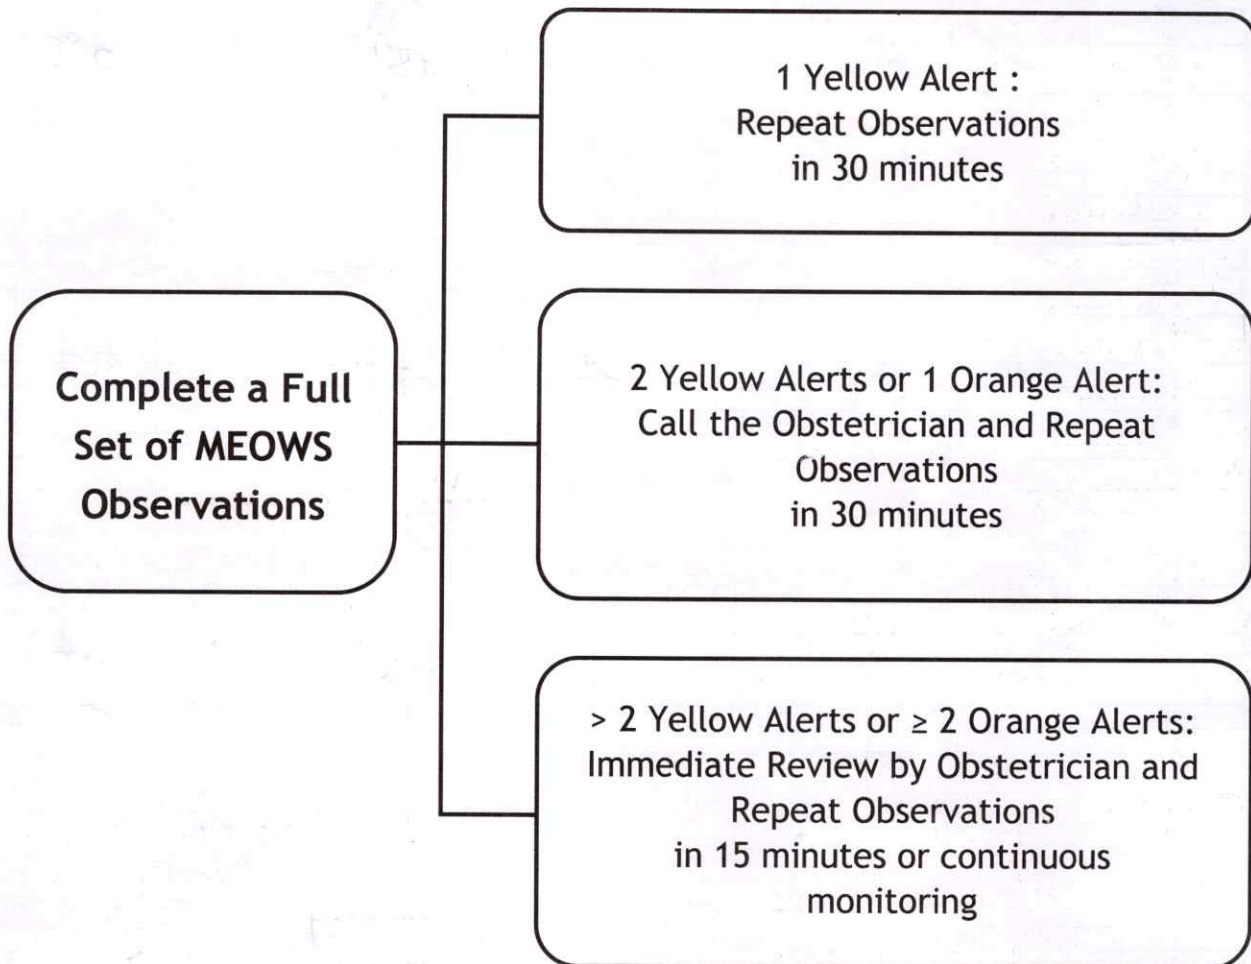 1 Yellow Alert :
Repeat Observations
in 30 minutes
Complete a Full
Set of MEOWS
Observations
2 Yellow Alerts or 1 Orange Alert:
Call the Obstetrician and Repeat
Observations
in 30 minutes
> 2 Yellow Alerts or ≥ 2 Orange Alerts:
Immediate Review by Obstetrician and
Repeat Observations
in 15 minutes or continuous
monitoring